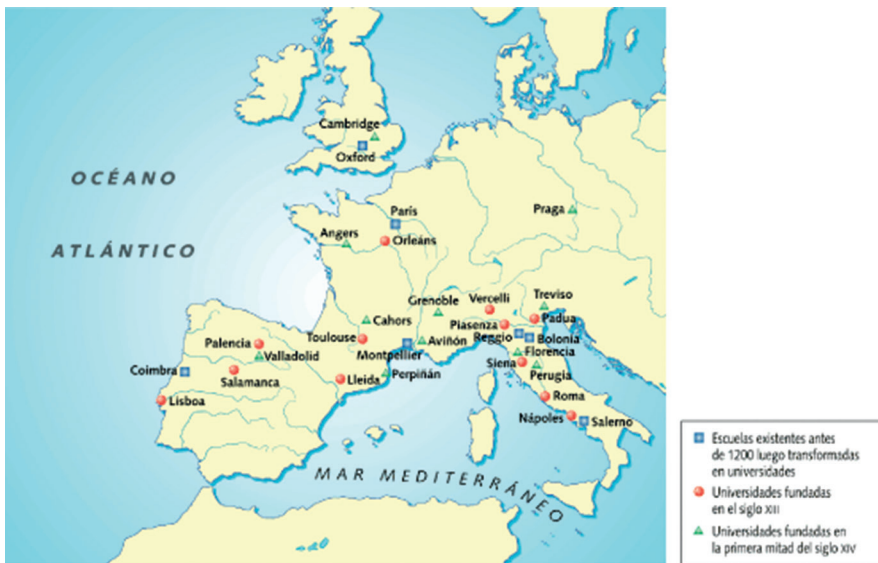 Cambridge
Oxford
OCÉANO
ATLÁNTICO
París
Praga
Angers
Orleáns
Grenoble
Vercelli
Treviso
Cahors
Piasenza
Padua
Palencia
Toulouse
Aviñón
Reggio
Bolonia
Valladolid
Montpellier
Florencia
Coimbra
Siena
Perugia
Salamanca
Lleida
Perpiñán
Lisboa
Roma
Nápoles
Salerno
MAR MEDITERRÁNEO
Escuelas existentes antes
de 1200 luego transformadas
en universidades
Universidades fundadas
en el siglo XIII
Universidades fundadas en
la primera mitad del siglo XIV